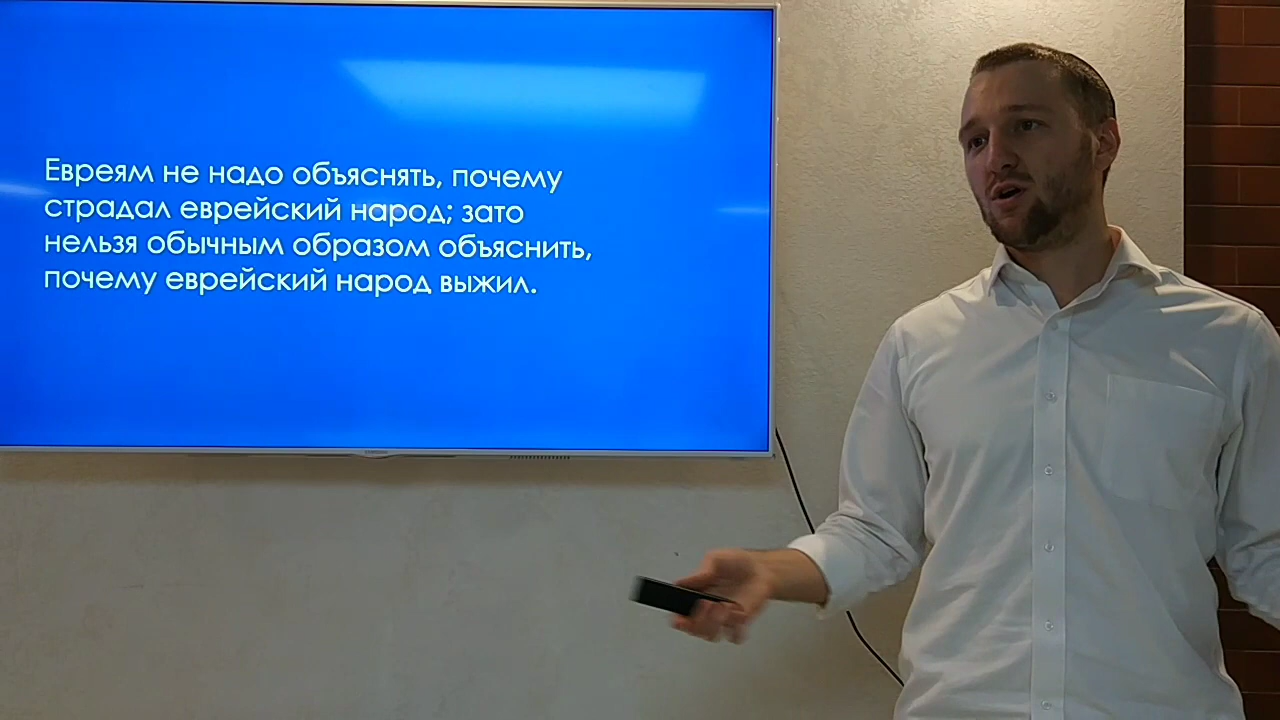 Евреям не надо объяснять, почему
страдал еврейский народ; зато
нельзя обычным образом объяснить,
почему еврейский народ выжил.